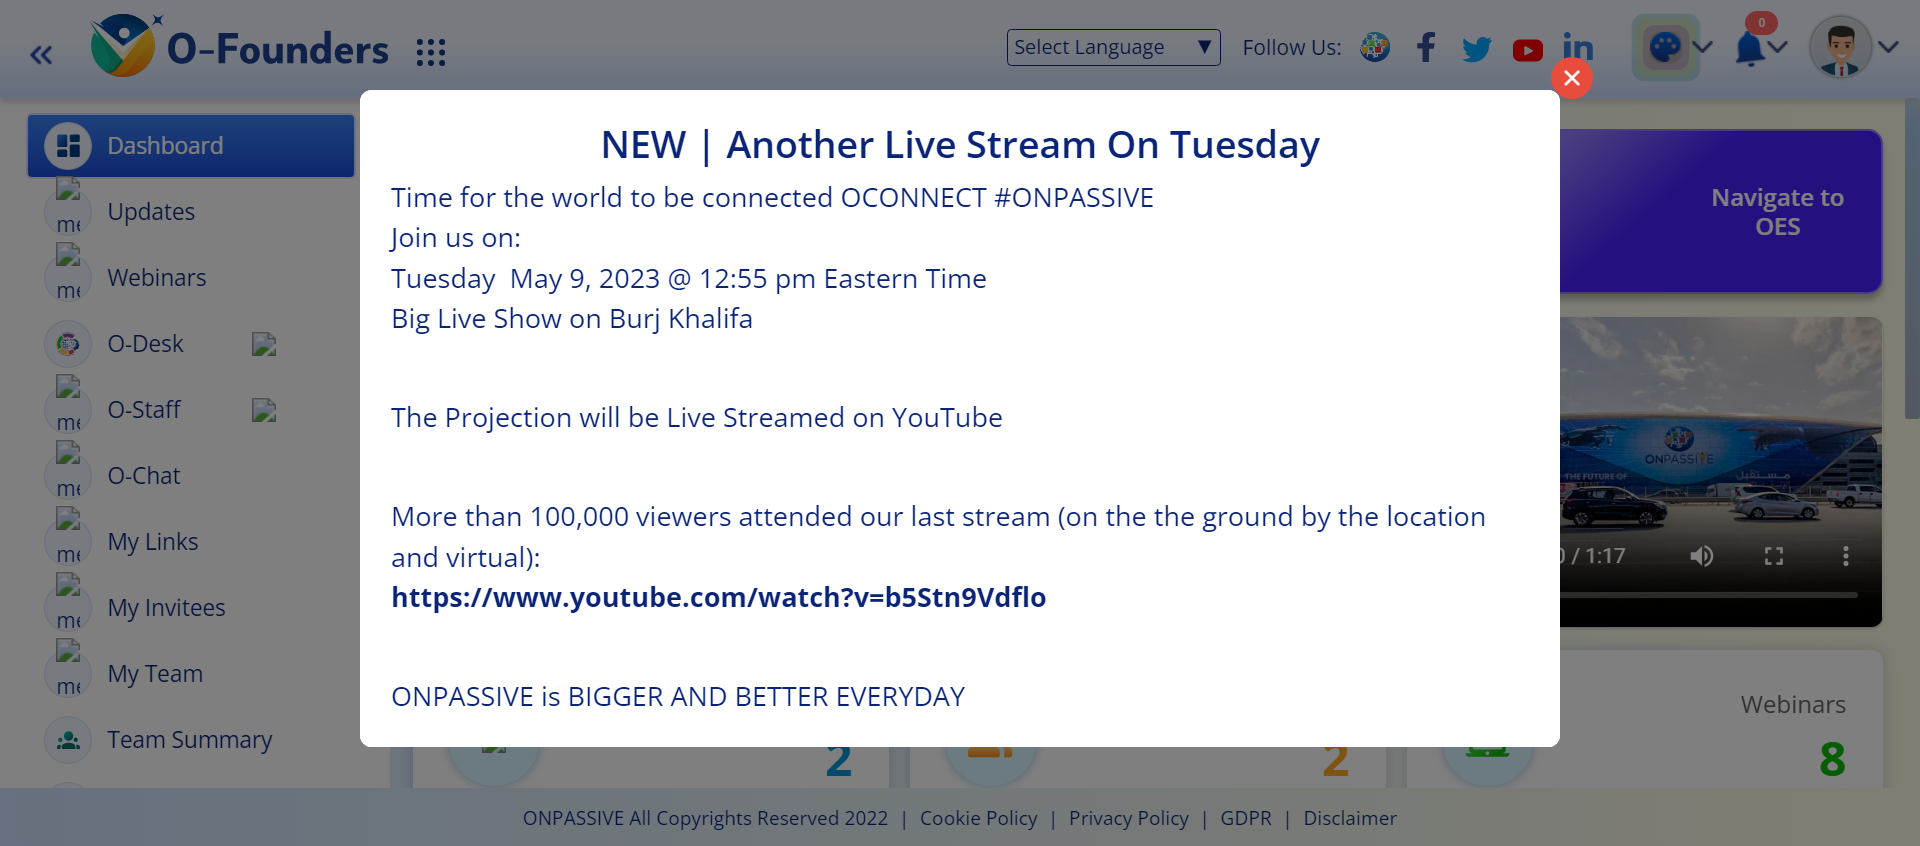 O-Founders
Select Language ▼
Follow Us:
0
Dashboard
Updates
Webinars
O-Desk
O-Staff
O-Chat
My Links
My Invitees
My Team
Team Summary
me
me
me
me
me
me
me
NEW | Another Live Stream On Tuesday
Time for the world to be connected OCONNECT #ONPASSIVE
Join us on:
Tuesday  May 9, 2023 @ 12:55 pm Eastern Time
Big Live Show on Burj Khalifa
The Projection will be Live Streamed on YouTube
More than 100,000 viewers attended our last stream (on the the ground by the location
and virtual):
https://www.youtube.com/watch?v=b5Stn9Vdflo
ONPASSIVE is BIGGER AND BETTER EVERYDAY
Navigate to
OES
ONPASSIVE
THE FUTURE OF
/ 1:17
Webinars
2
2
8
ONPASSIVE All Copyrights Reserved 2022 | Cookie Policy | Privacy Policy | GDPR | Disclaimer